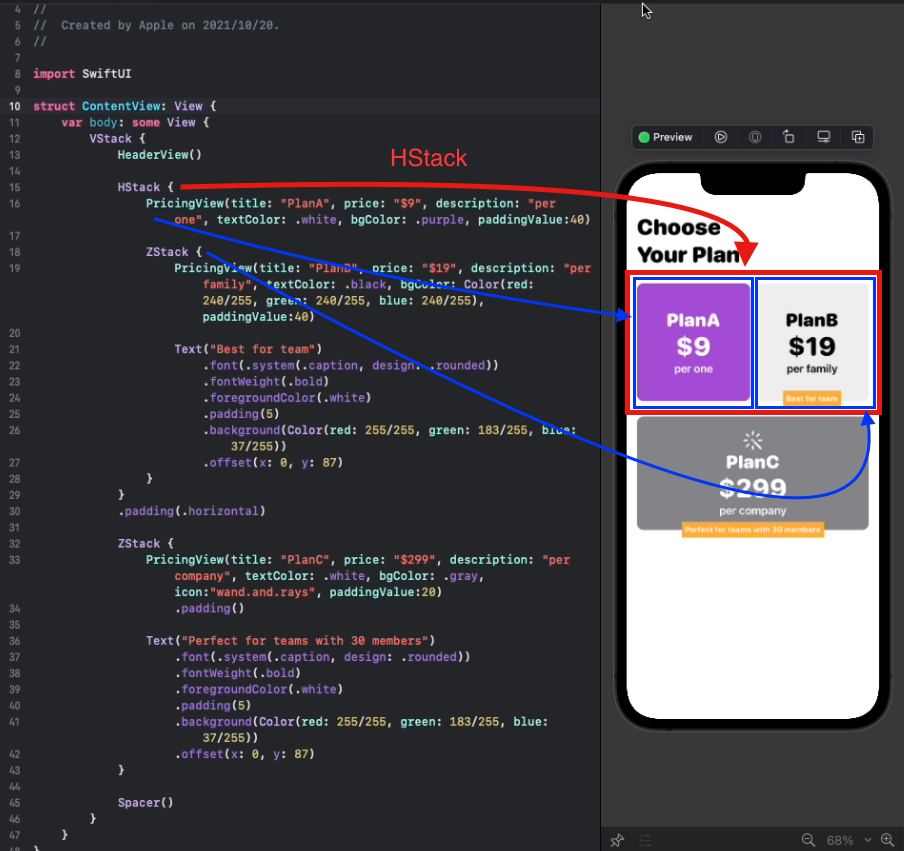 4 //
5 //  Created by Apple on 2021/10/20.
6 //
7
8 import SwiftUI
9
10 struct ContentView: View {
11 var body: some View {
12 VStack {
13 HeaderView()
14
15 HStack {
16 PricingView(title: "PlanA", price: "$9", description: "per
one", textColor: .white, bgColor: .purple, paddingValue:40)
17
18 ZStack {
19 PricingView(title: "PlanB", price: "$19", description: "per
family", textColor: .black, bgColor: Color(red:
240/255, green: 240/255, blue: 240/255),
paddingValue:40)
20
21 Text("Best for team")
22 .font(.system(.caption, design: .rounded))
23 .fontWeight(.bold)
24 .foregroundColor(.white)
25 .padding(5)
26 .background(Color(red: 255/255, green: 183/255, blue:
37/255))
27 .offset(x: 0, y: 87)
28 }
29 }
30 .padding(.horizontal)
31
32 ZStack {
33 PricingView(title: "PlanC", price: "$299", description: "per
company", textColor: .white, bgColor: .gray,
icon:"wand.and.rays", paddingValue:20)
34 .padding()
35
36 Text("Perfect for teams with 30 members")
37 .font(.system(.caption, design: .rounded))
38 .fontWeight(.bold)
39 .foregroundColor(.white)
40 .padding(5)
41 .background(Color(red: 255/255, green: 183/255, blue:
37/255))
42 .offset(x: 0, y: 87)
43 }
44
45 Spacer()
46 }
47 }
48 }
HStack
Preview
Choose
Your Plan
PlanA
$9
per one
PlanB
$19
per family
Best for team
PlanC
$299
per company
Perfect for teams with 30 members
68%